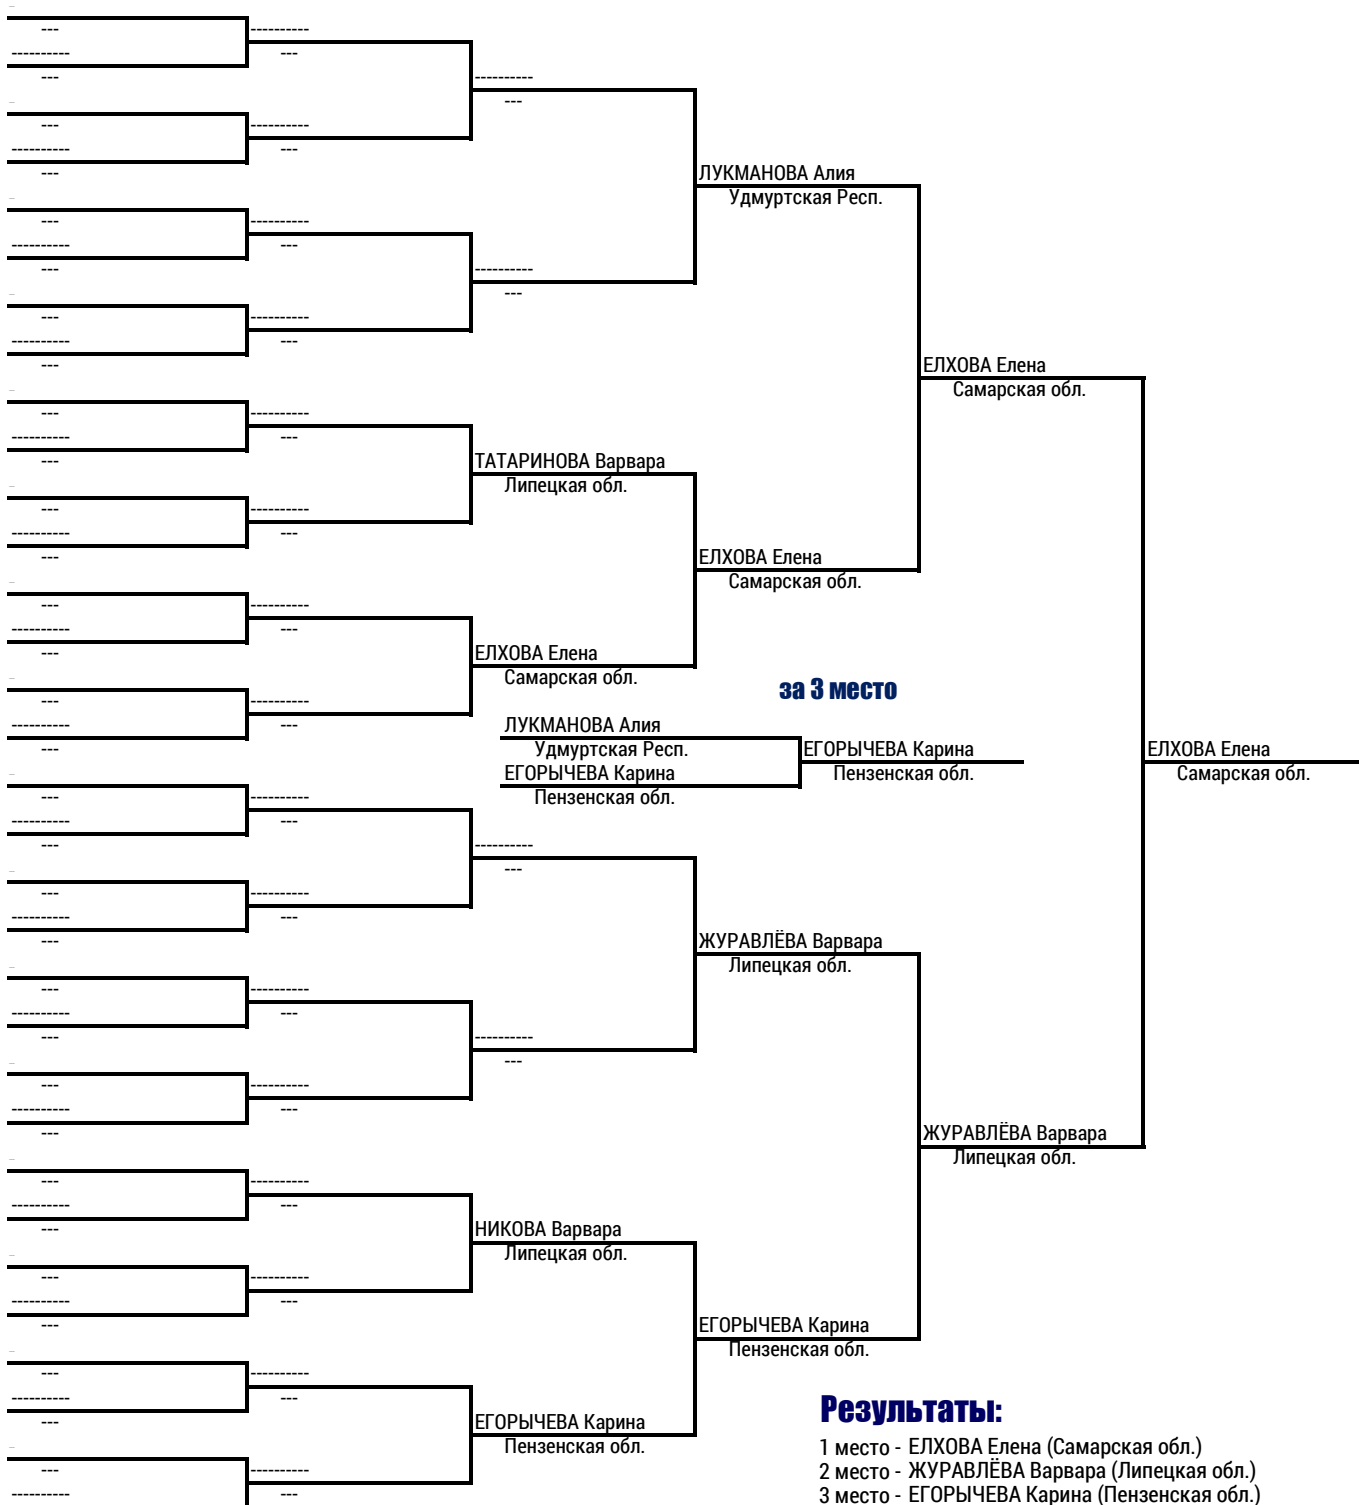 ---
----------
---
---
----------
---
---
----------
---
---
----------
---
---
----------
---
---
----------
---
---
----------
---
---
----------
---
---
----------
---
---
----------
---
---
----------
---
---
----------
---
---
----------
---
---
----------
---
---
----------
---
---
----------
----------
---
----------
---
----------
---
----------
---
----------
---
----------
---
----------
---
----------
---
----------
---
----------
---
----------
---
----------
---
----------
---
----------
---
----------
---
----------
---
----------
---
----------
---
ТАТАРИНОВА Варвара
Липецкая обл.
ЕЛХОВА Елена
Самарская обл.
----------
---
----------
---
НИКОВА Варвара
Липецкая обл.
ЕГОРЫЧЕВА Карина
Пензенская обл.
ЛУКМАНОВА Алия
Удмуртская Респ.
ЕЛХОВА Елена
Самарская обл.
ЖУРАВЛЁВА Варвара
Липецкая обл.
ЕГОРЫЧЕВА Карина
Пензенская обл.
ЕЛХОВА Елена
Самарская обл.
ЖУРАВЛЁВА Варвара
Липецкая обл.
ЕЛХОВА Елена
Самарская обл.
за 3 место
ЛУКМАНОВА Алия
Удмуртская Респ.
ЕГОРЫЧЕВА Карина
Пензенская обл.
ЕГОРЫЧЕВА Карина
Пензенская обл.
Результаты:
1 место - ЕЛХОВА Елена (Самарская обл.)
2 место - ЖУРАВЛЁВА Варвара (Липецкая обл.)
3 место - ЕГОРЫЧЕВА Карина (Пензенская обл.)